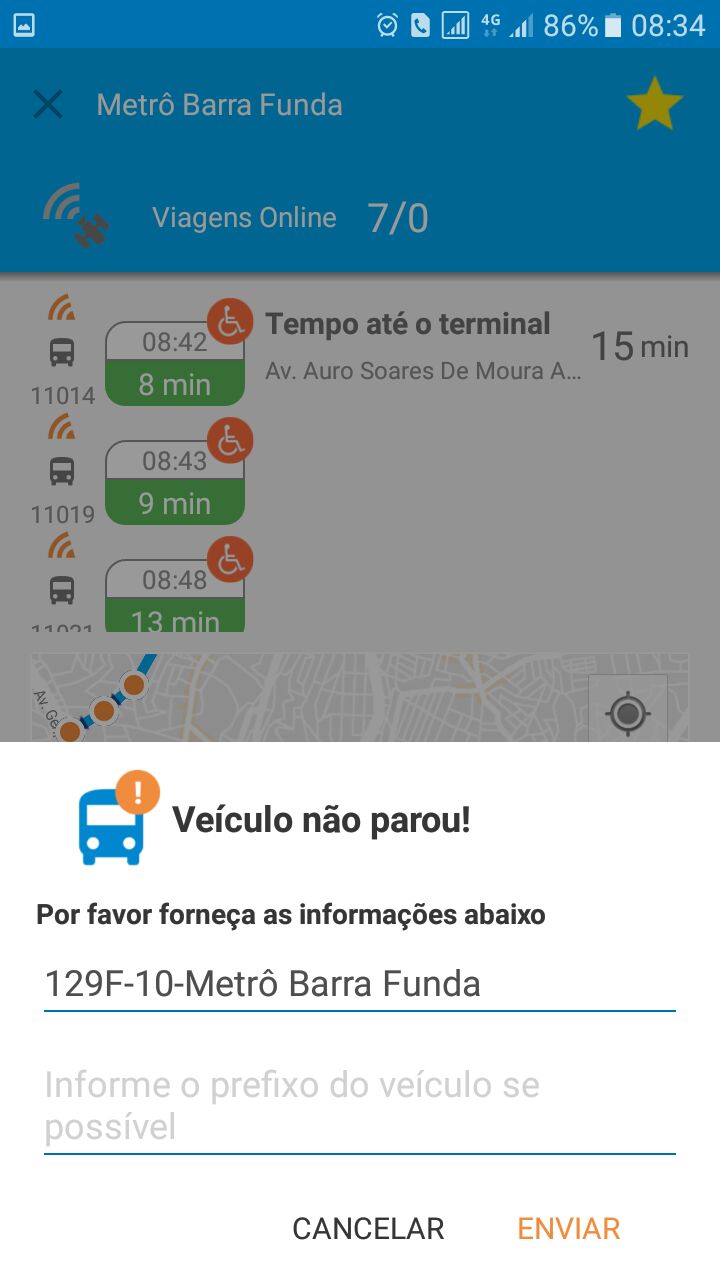 4G 86% 08:34
Metrô Barra Funda
Viagens Online 7/0
08:42
8 min
11014
Tempo até o terminal
Av. Auro Soares De Moura A...
15 min
08:43
9 min
11019
08:48
13 min
11021
Av. Ge
!
Veículo não parou!
Por favor forneça as informações abaixo
129F-10-Metrô Barra Funda
Informe o prefixo do veículo se
possível
CANCELAR ENVIAR